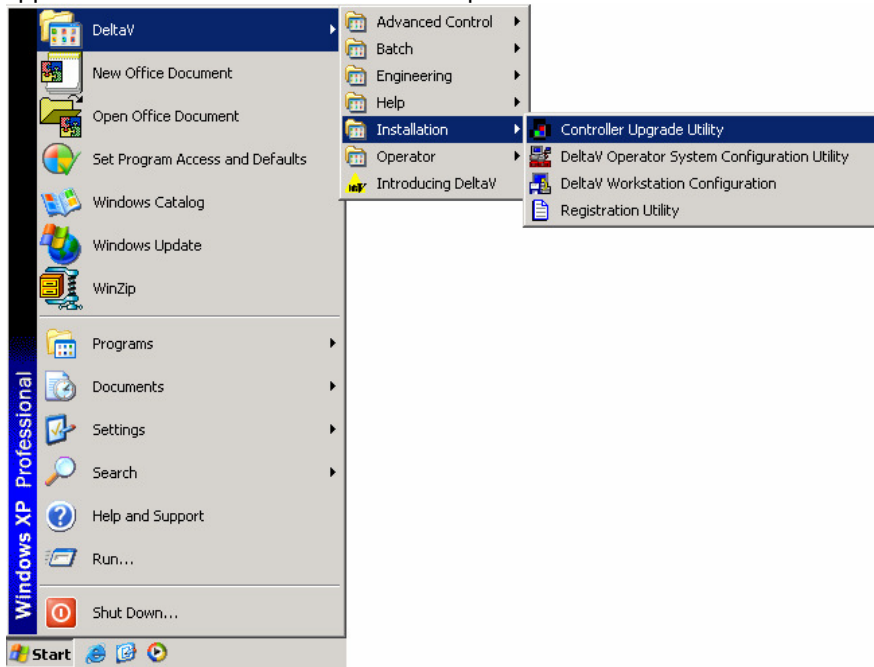 DeltaV
New Office Document
Open Office Document
Set Program Access and Defaults
Windows Catalog
Windows Update
WinZip
Programs
Documents
Settings
Search
Help and Support
Run...
Shut Down...
Windows XP Professional
Start
Advanced Control
Batch
Engineering
Help
Installation
Operator
Introducing DeltaV
Controller Upgrade Utility
DeltaV Operator System Configuration Utility
DeltaV Workstation Configuration
Registration Utility